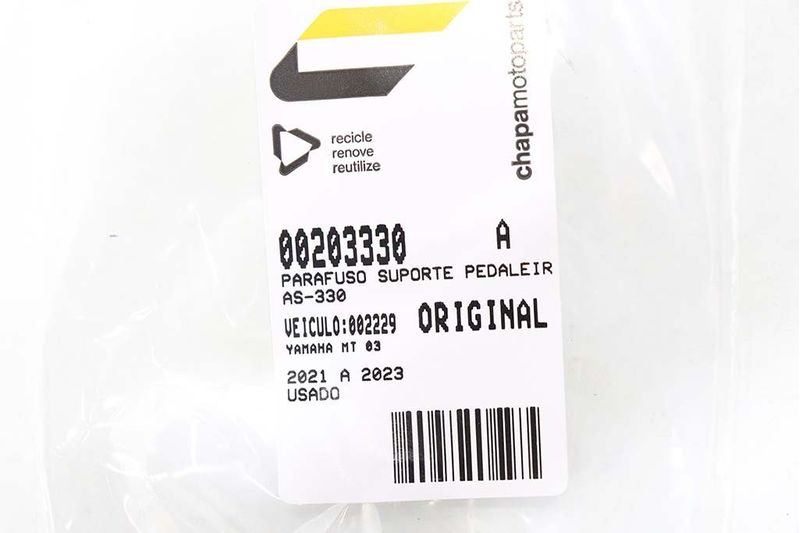 chapamotoparts
recicle
renove
reutilize
00203330 A
PARAFUSO SUPORTE PEDALEIR
AS-330
VEICULO:002229 ORIGINAL
YAMAHA MT 03
2021 A 2023
USADO